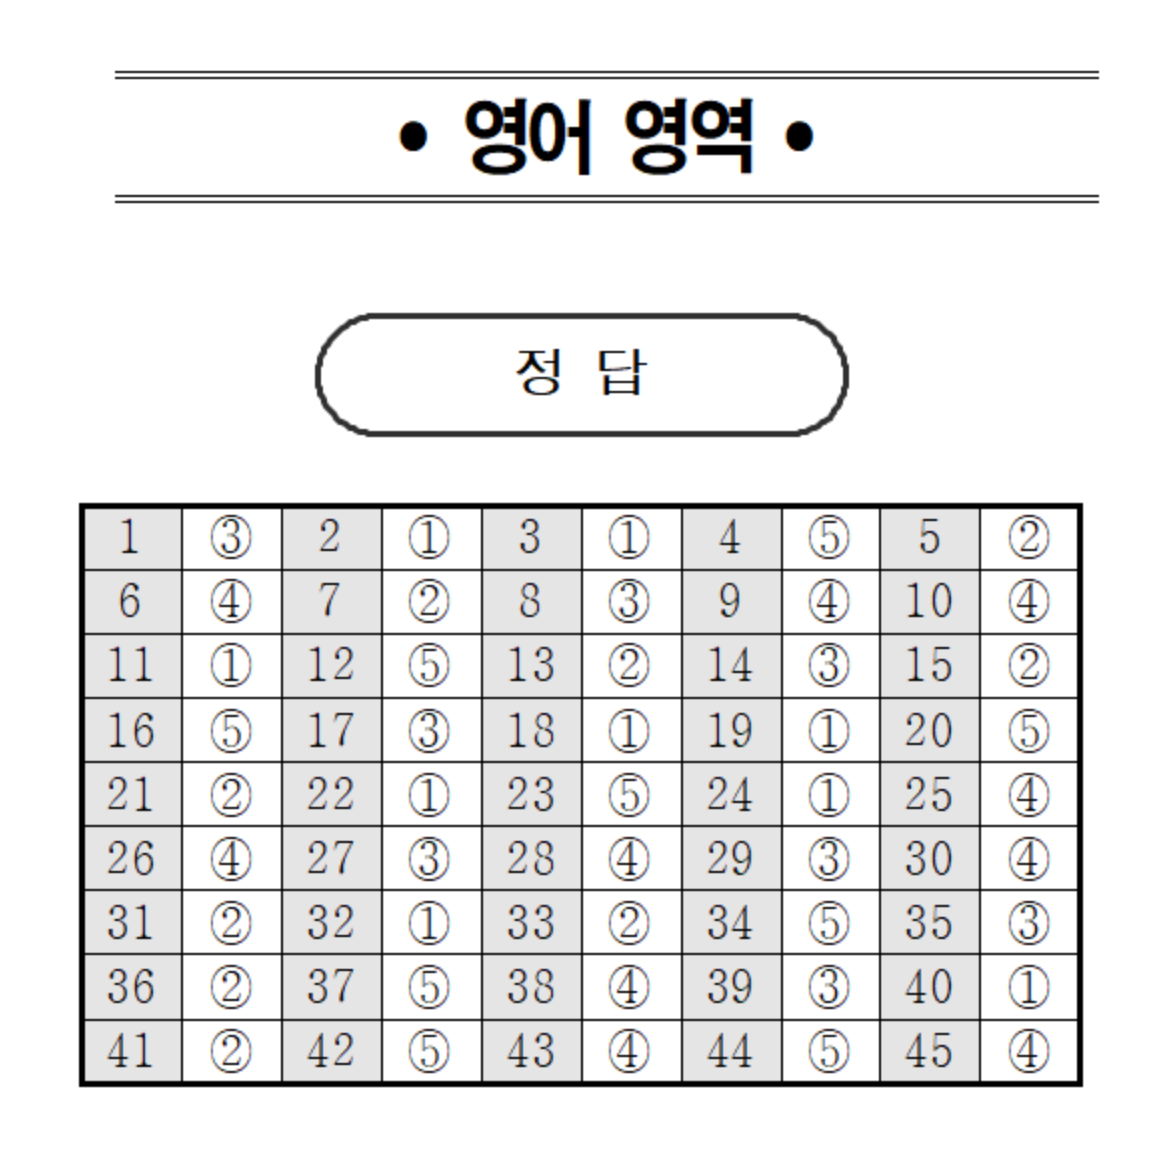 • 영어 영역 •
정 답
1 ③ 2 ① 3 ① 4 ⑤ 5 ②
6 ④ 7 ② 8 ③ 9 ④ 10 ④
11 ① 12 ⑤ 13 ② 14 ③ 15 ②
16 ⑤ 17 ③ 18 ① 19 ① 20 ⑤
21 ② 22 ① 23 ⑤ 24 ① 25 ④
26 ④ 27 ③ 28 ④ 29 ③ 30 ④
31 ② 32 ① 33 ② 34 ⑤ 35 ③
36 ② 37 ⑤ 38 ④ 39 ③ 40 ①
41 ② 42 ⑤ 43 ④ 44 ⑤ 45 ④